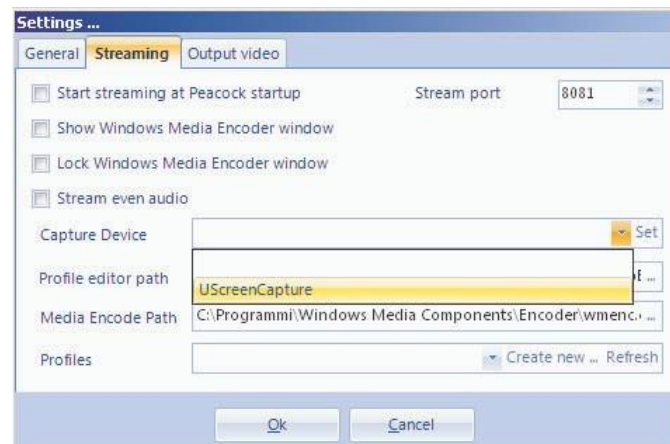 Settings ...
General Streaming Output video
Start streaming at Peacock startup Stream port 8081
Show Windows Media Encoder window
Lock Windows Media Encoder window
Stream even audio
Capture Device Set
Profile editor path ...
UScreenCapture
Media Encode Path C:\Programmi\Windows Media Components\Encoder\wmenc. ...
Profiles Create new ... Refresh
Ok Cancel